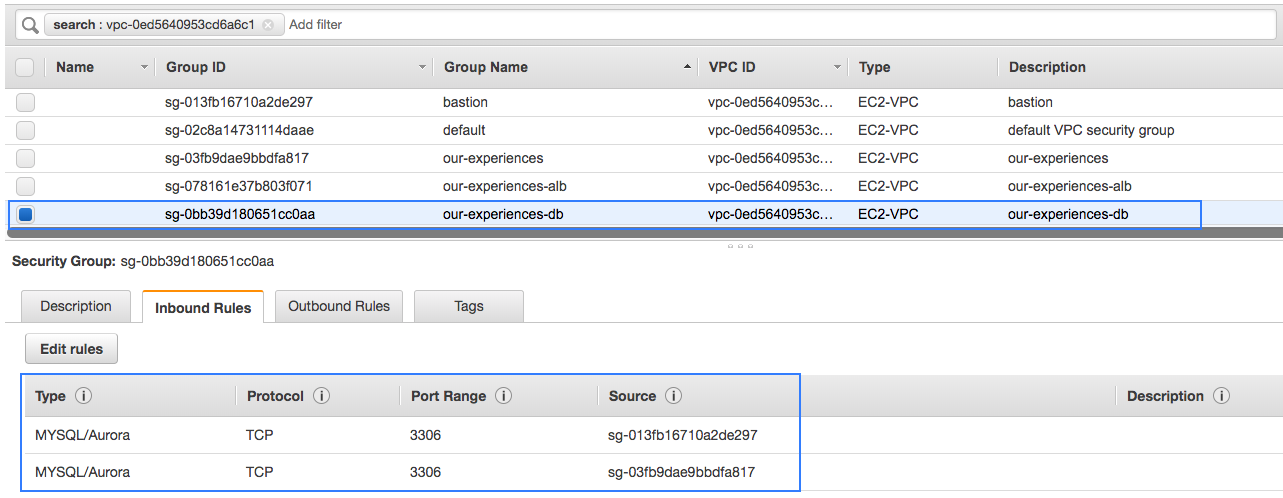 search : vpc-0ed5640953cd6a6c1 Add filter
Name Group ID Group Name VPC ID Type Description
sg-013fb16710a2de297 bastion vpc-0ed5640953c... EC2-VPC bastion
sg-02c8a14731114daae default vpc-0ed5640953c... EC2-VPC default VPC security group
sg-03fb9dae9bbdfa817 our-experiences vpc-0ed5640953c... EC2-VPC our-experiences
sg-078161e37b803f071 our-experiences-alb vpc-0ed5640953c... EC2-VPC our-experiences-alb
sg-0bb39d180651cc0aa our-experiences-db vpc-0ed5640953c... EC2-VPC our-experiences-db
Security Group: sg-0bb39d180651cc0aa
Description Inbound Rules Outbound Rules Tags
Edit rules
Type i Protocol i Port Range i Source i Description i
MYSQL/Aurora TCP 3306 sg-013fb16710a2de297
MYSQL/Aurora TCP 3306 sg-03fb9dae9bbdfa817